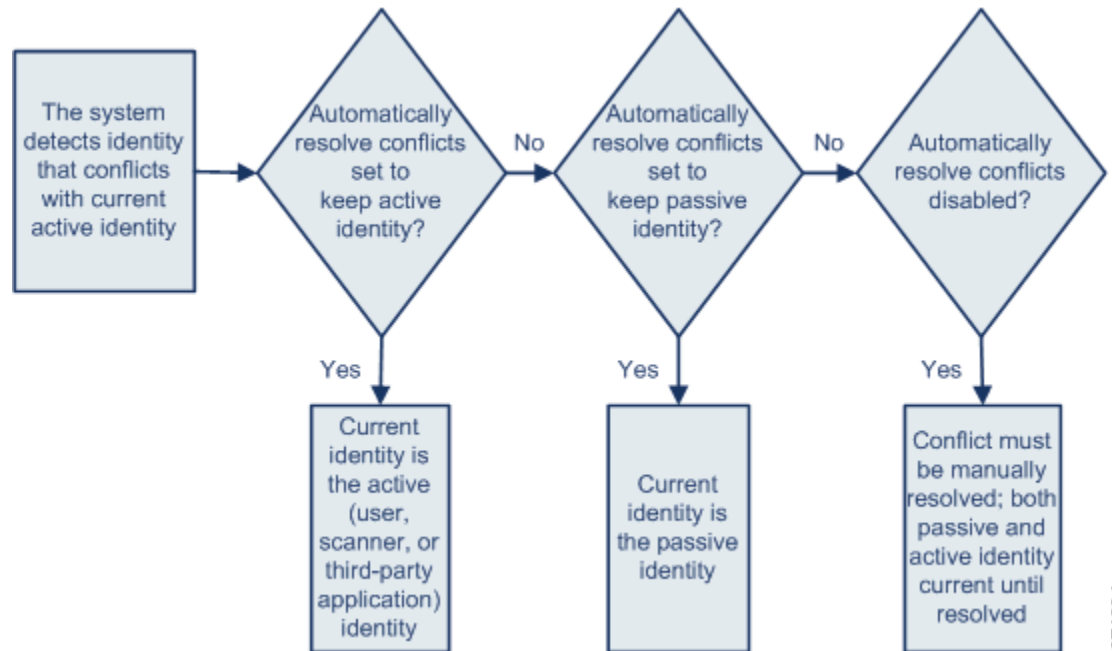 The system
detects identity
that conflicts
with current
active identity
Automatically
resolve conflicts
set to
keep active
identity?
No
Automatically
resolve conflicts
set to
keep passive
identity?
No
Automatically
resolve conflicts
disabled?
Yes
Current
identity is
the active
(user,
scanner, or
third-party
application)
identity
Yes
Current
identity is
the passive
identity
Yes
Conflict must
be manually
resolved; both
passive and
active identity
current until
resolved